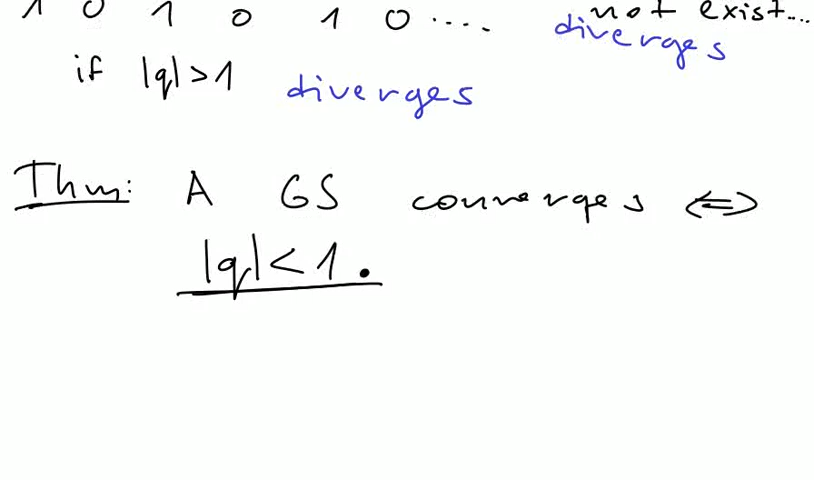 1 0 1 0 1 0 .... not exist...
diverges
if |q|>1 diverges
Thm: A GS converges ⇔
|q|<1.